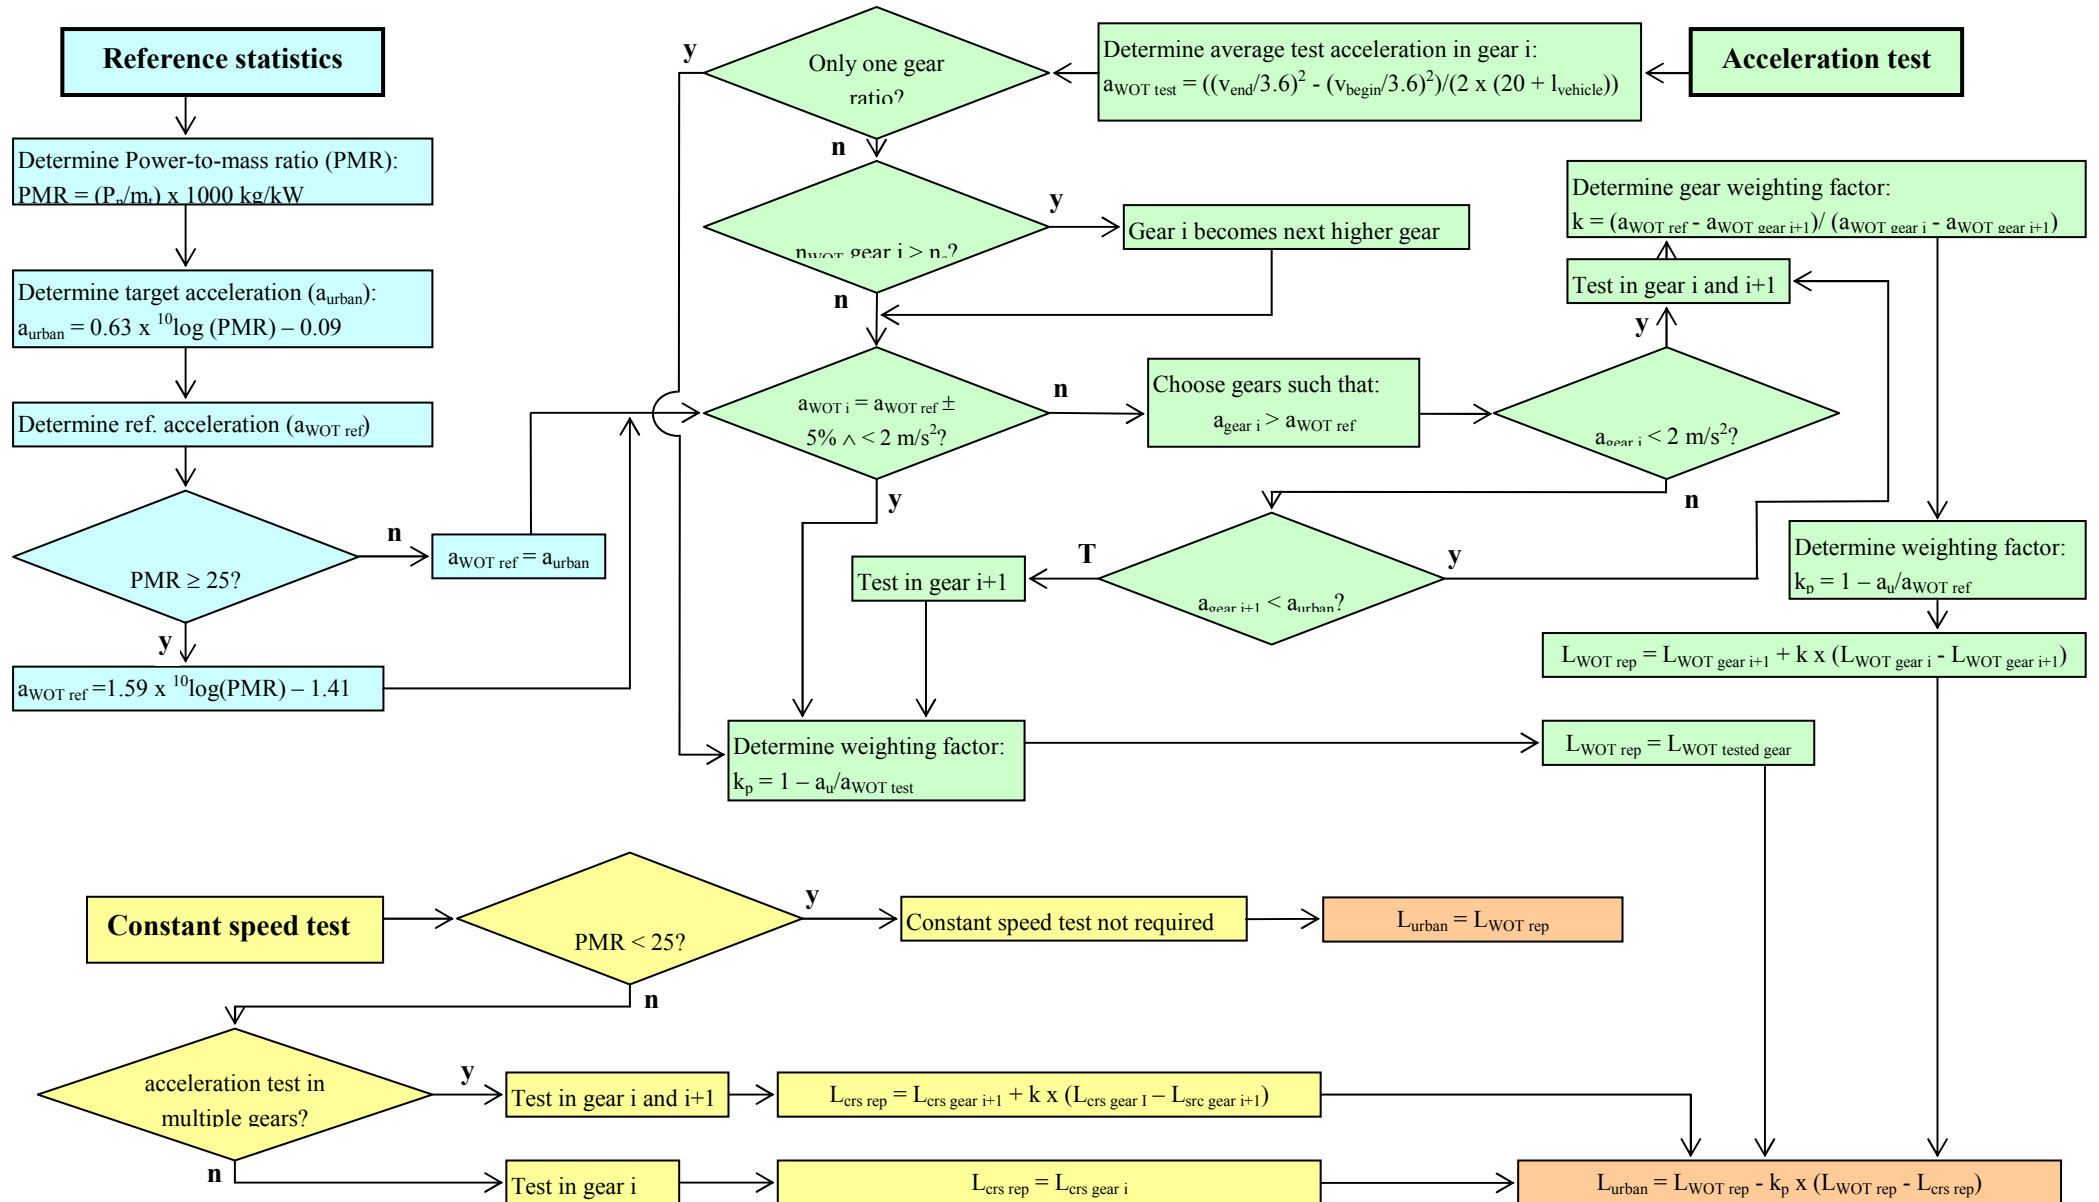 Reference statistics
Determine Power-to-mass ratio (PMR):
PMR = (Pn/mt) x 1000 kg/kW
Determine target acceleration (aurban):
aurban = 0.63 x 10log (PMR) – 0.09
Determine ref. acceleration (aWOT ref)
PMR ≥ 25?
n
aWOT ref = aurban
y
aWOT ref =1.59 x 10log(PMR) – 1.41
Acceleration test
Determine average test acceleration in gear i:
aWOT test = ((vend/3.6)2 - (vbegin/3.6)2)/(2 x (20 + lvehicle))
Only one gear
ratio?
y
n
nWOT gear i > ns?
y
Gear i becomes next higher gear
n
aWOT i = aWOT ref ±
5% ∧ < 2 m/s2?
n
Choose gears such that:
agear i > aWOT ref
agear i < 2 m/s2?
y
Test in gear i and i+1
Determine gear weighting factor:
k = (aWOT ref - aWOT gear i+1)/ (aWOT gear i - aWOT gear i+1)
n
agear i+1 < aurban?
y
T
Test in gear i+1
y
Determine weighting factor:
kp = 1 – au/aWOT ref
LWOT rep = LWOT gear i+1 + k x (LWOT gear i - LWOT gear i+1)
Determine weighting factor:
kp = 1 – au/aWOT test
LWOT rep = LWOT tested gear
Constant speed test
PMR < 25?
y
Constant speed test not required
Lurban = LWOT rep
n
acceleration test in
multiple gears?
y
Test in gear i and i+1
Lcrs rep = Lcrs gear i+1 + k x (Lcrs gear I – Lsrc gear i+1)
n
Test in gear i
Lcrs rep = Lcrs gear i
Lurban = LWOT rep - kp x (LWOT rep - Lcrs rep)